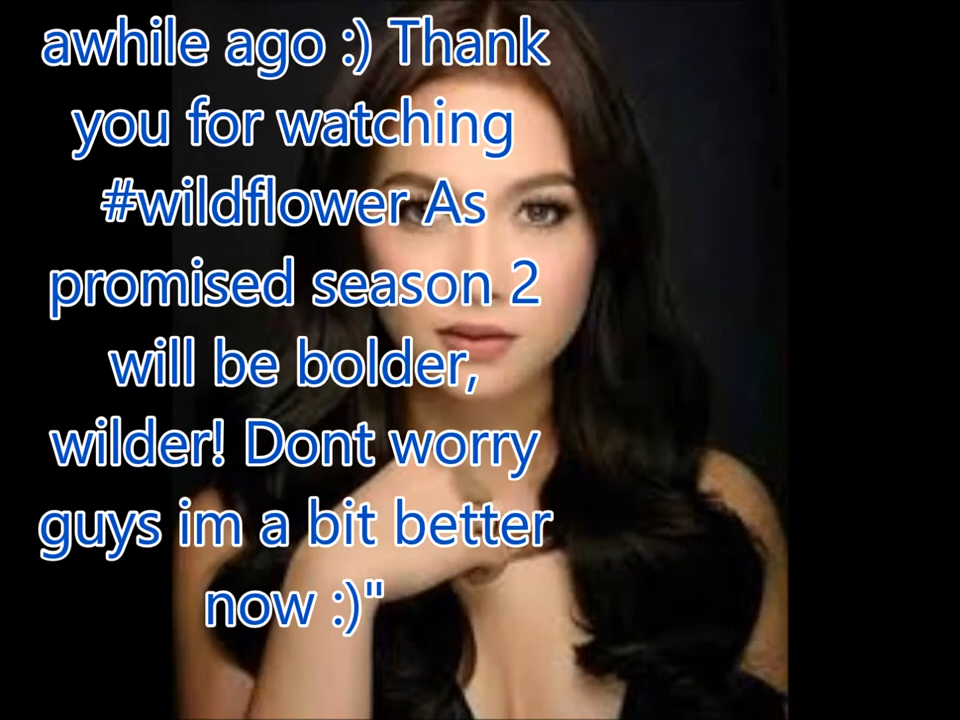 awhile ago :) Thank
you for watching
#wildflower As
promised season 2
will be bolder,
wilder! Dont worry
guys im a bit better
now :)"